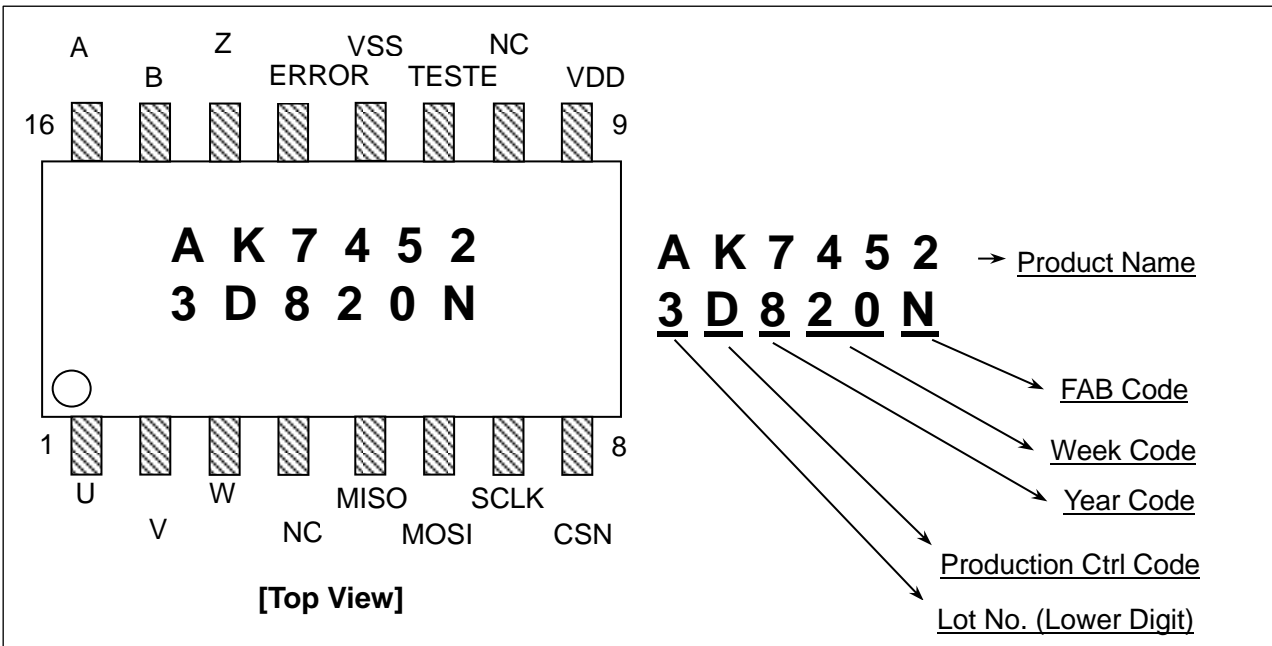 A Z VSS NC
B ERROR TESTE VDD
16 9
A K 7 4 5 2
3 D 8 2 0 N
1 8
U W MISO SCLK
V NC MOSI CSN
[Top View]
A K 7 4 5 2 → Product Name
3 D 8 2 0 N
FAB Code
Week Code
Year Code
Production Ctrl Code
Lot No. (Lower Digit)